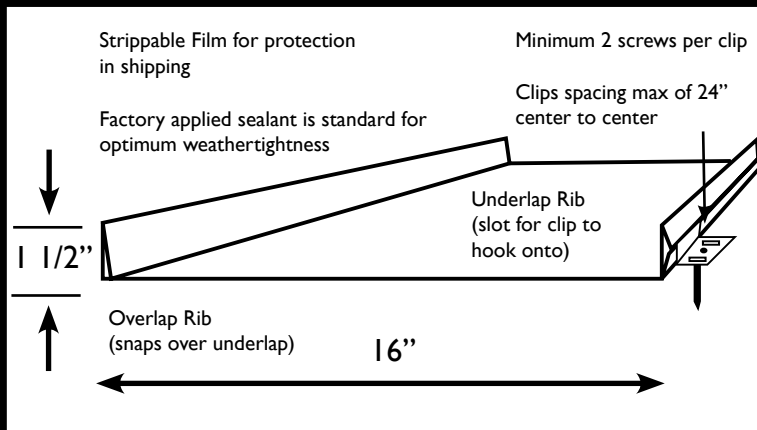 Strippable Film for protection
in shipping
Factory applied sealant is standard for
optimum weathertightness
Minimum 2 screws per clip
Clips spacing max of 24”
center to center
Underlap Rib
(slot for clip to
hook onto)
1 1/2”
Overlap Rib
(snaps over underlap)
16”